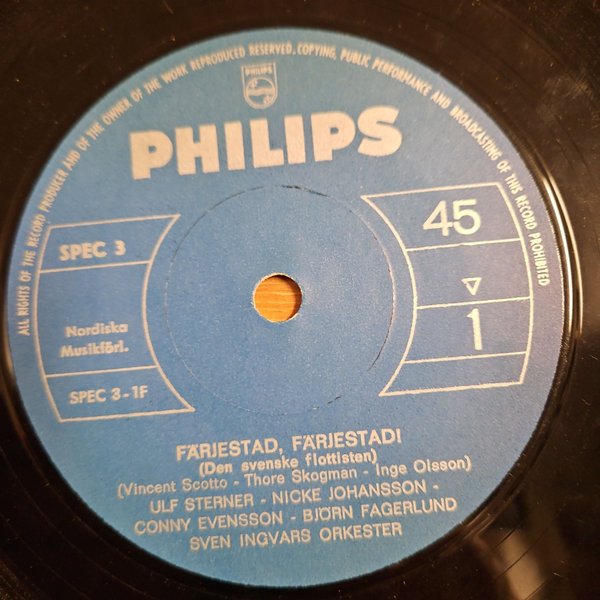 ALL RIGHTS OF THE RECORD PRODUCER AND OF THE OWNER OF THE WORK REPRODUCED RESERVED, COPYING, PUBLIC PERFORMANCE AND BROADCASTING OF THIS RECORD PROHIBITED
PHILIPS
PHILIPS
SPEC 3
45
Nordiska
Musikförl.
▽
1
SPEC 3-1F
FÄRJESTAD, FÄRJESTAD!
(Den svenske flottisten)
(Vincent Scotto - Thore Skogman - Inge Olsson)
ULF STERNER - NICKE JOHANSSON -
CONNY EVENSSON - BJÖRN FAGERLUND
SVEN INGVARS ORKESTER